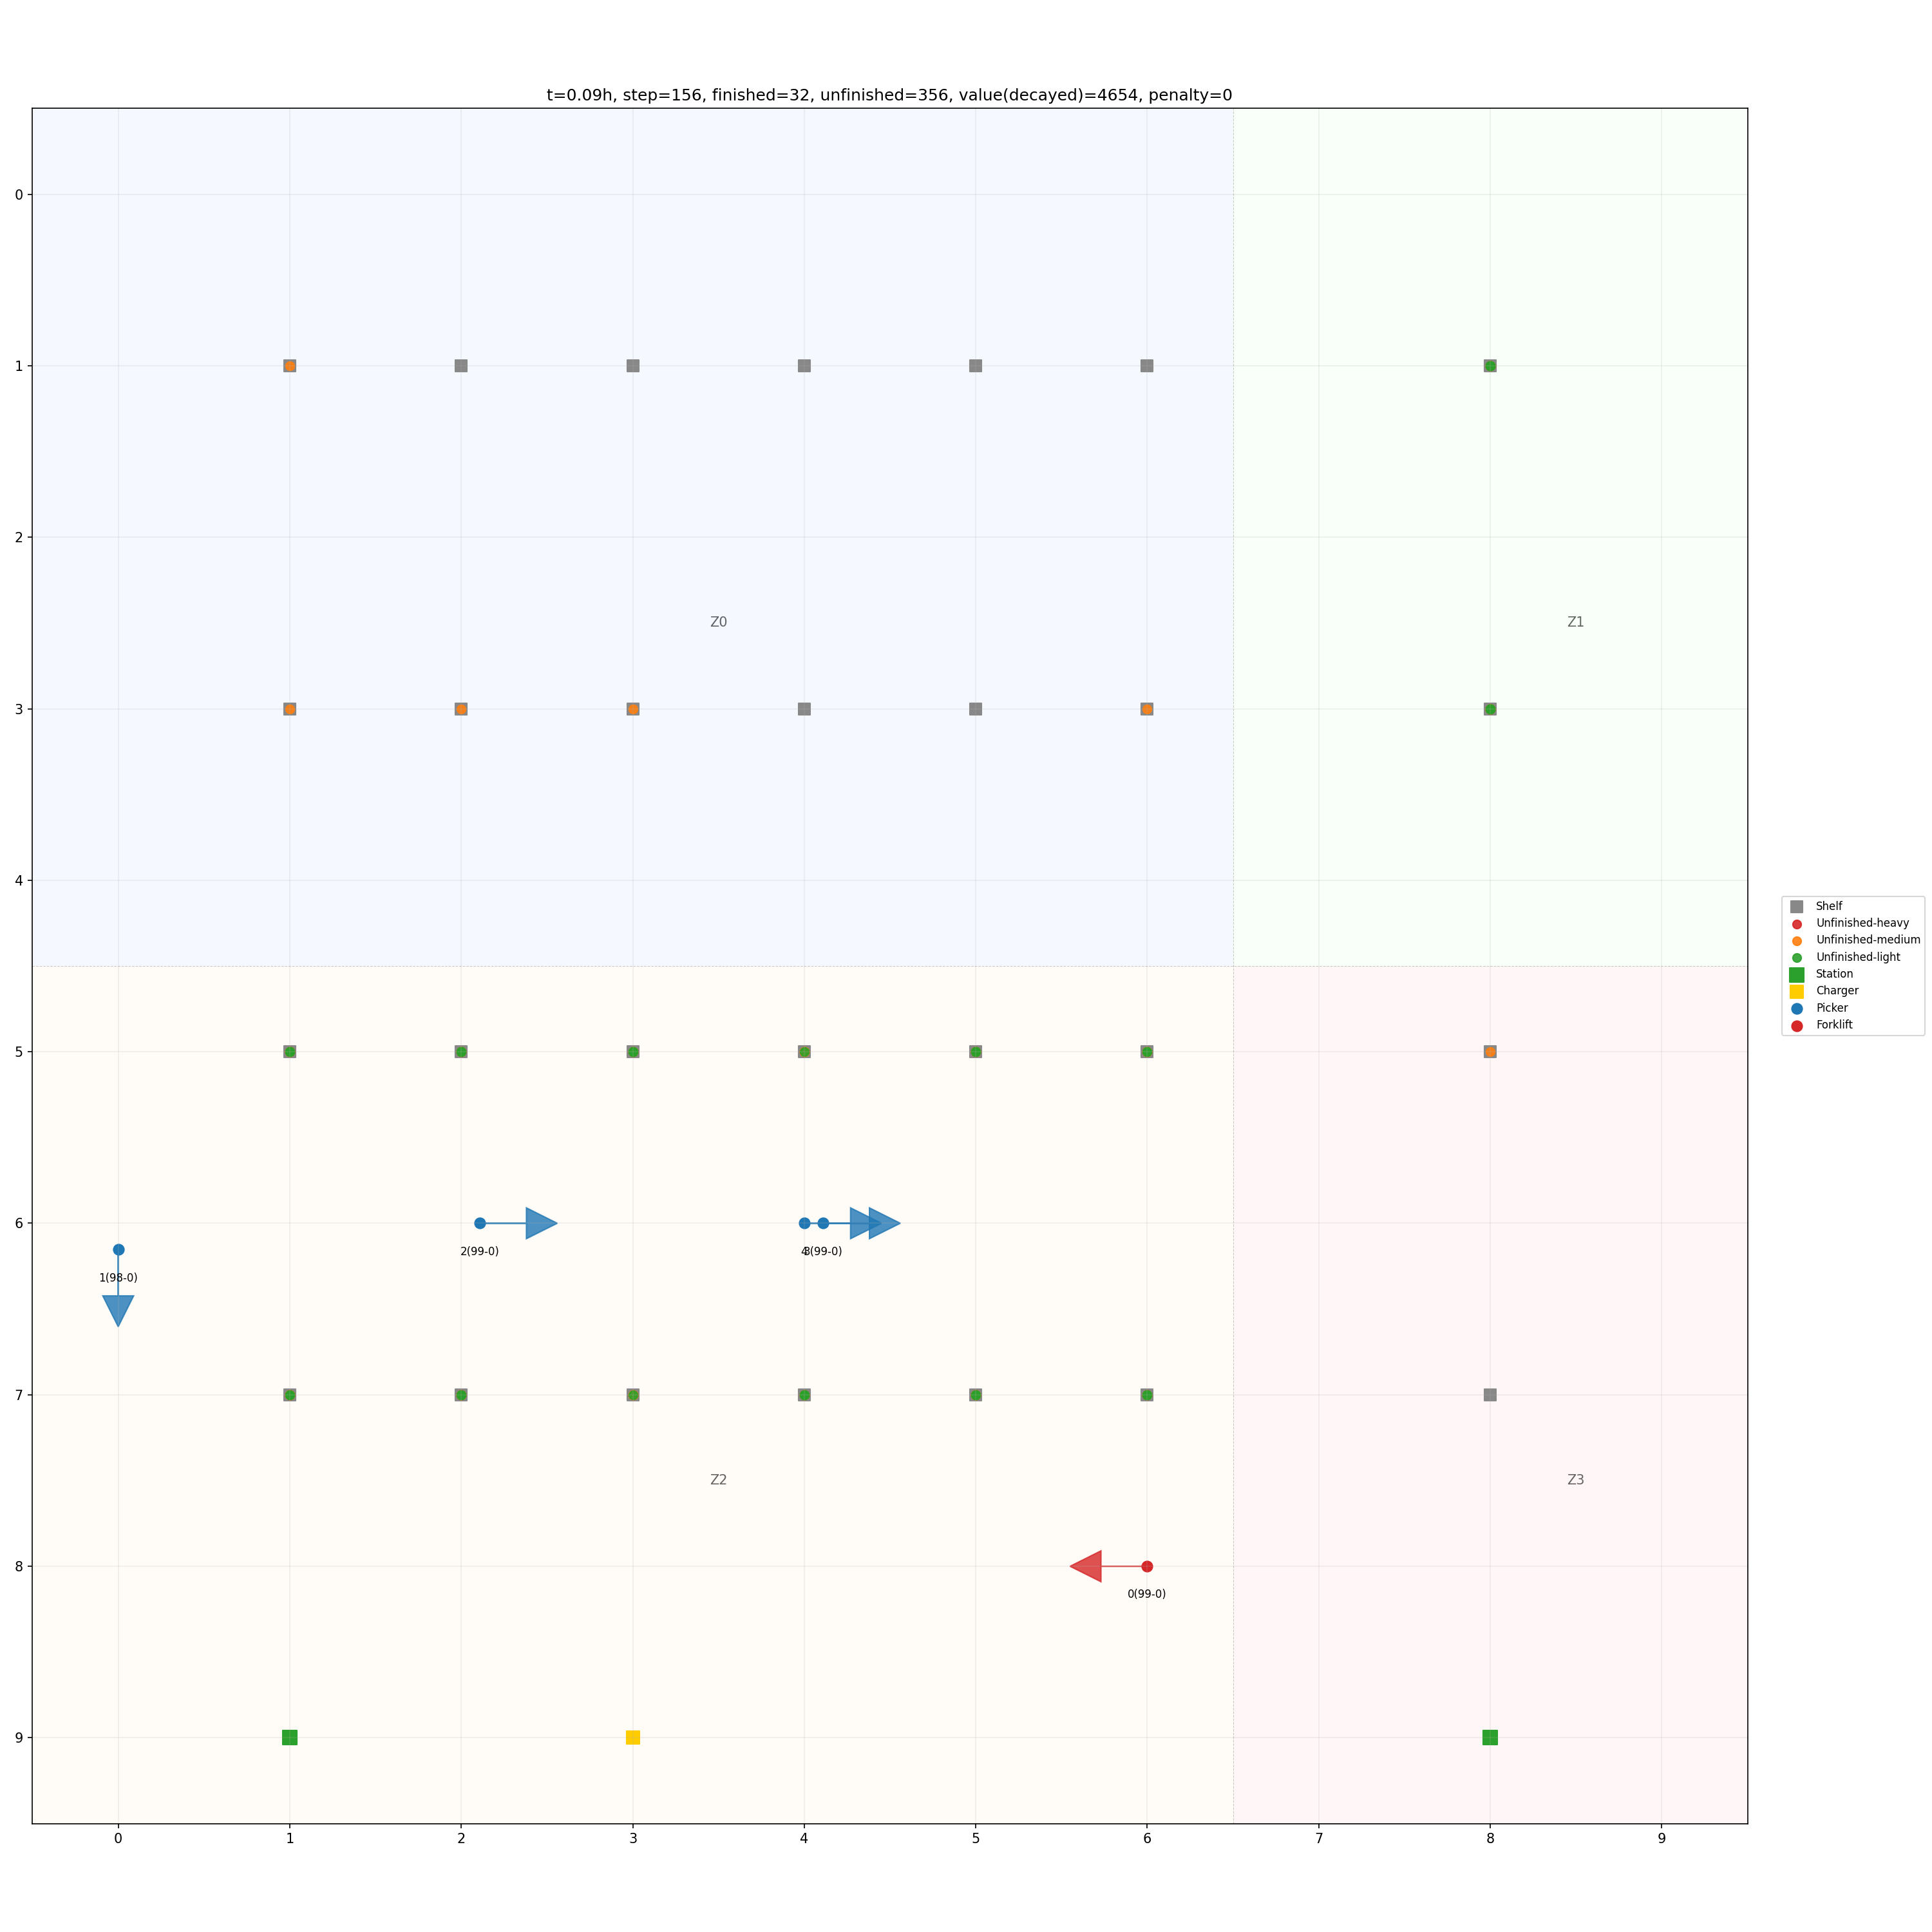 t=0.09h, step=156, finished=32, unfinished=356, value(decayed)=4654, penalty=0
0
1
2
Z0
Z1
3
4
Shelf
Unfinished-heavy
Unfinished-medium
Unfinished-light
Station
Charger
Picker
Forklift
5
6
2(99-0)
(99-0)
1(98-0)
7
Z2
Z3
8
0(99-0)
9
0 1 2 3 4 5 6 7 8 9